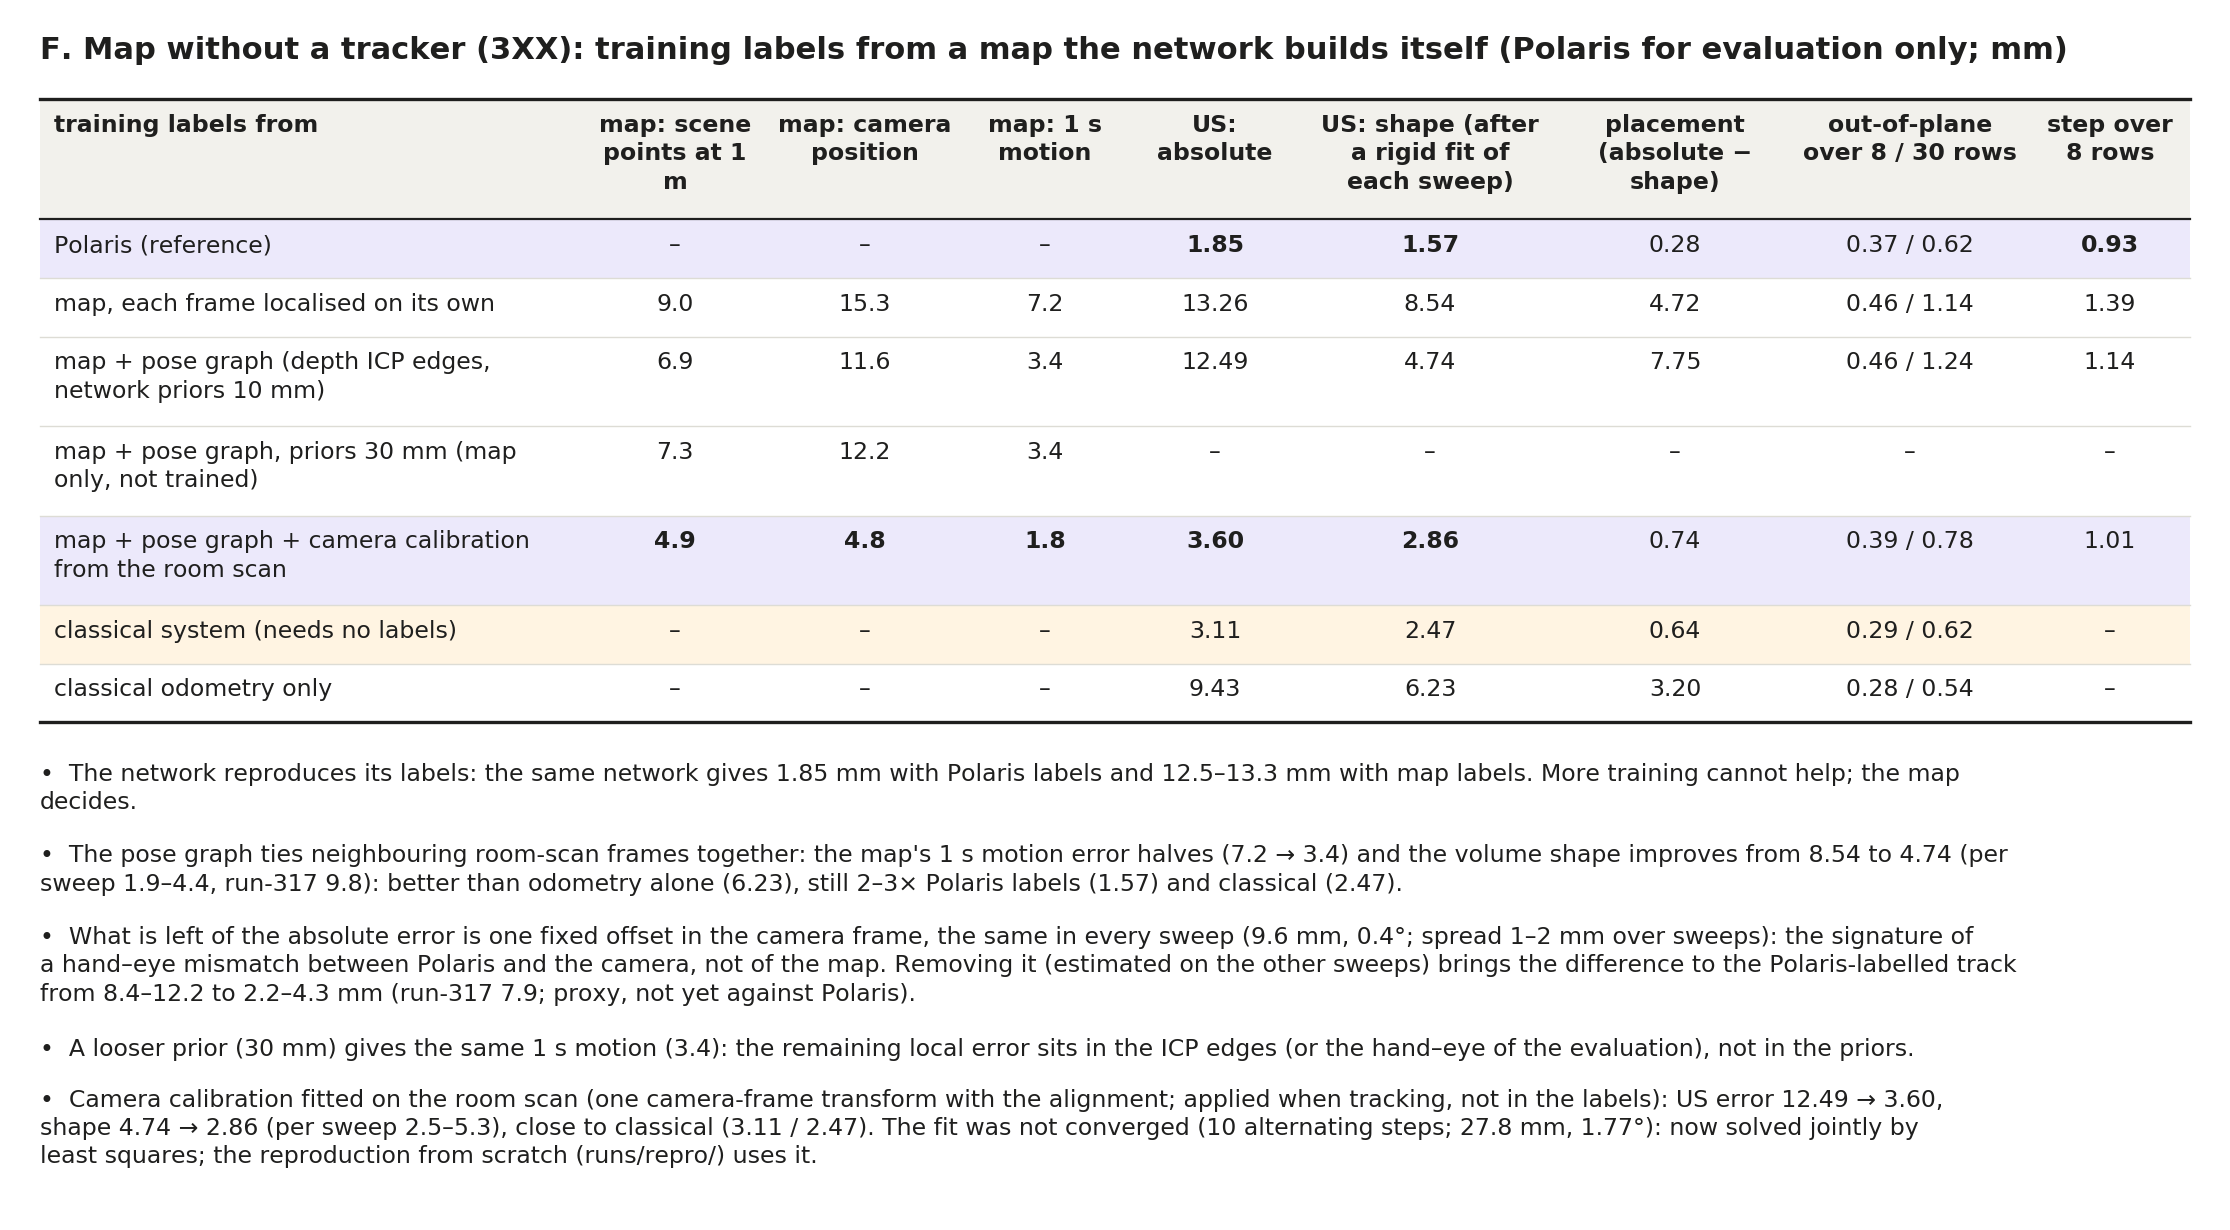 F. Map without a tracker (3XX): training labels from a map the network builds itself (Polaris for evaluation only; mm)
training labels from
map: scene points at 1 m
map: camera position
map: 1 s motion
US: absolute
US: shape (after a rigid fit of each sweep)
placement (absolute − shape)
out-of-plane over 8 / 30 rows
step over 8 rows
Polaris (reference) – – – 1.85 1.57 0.28 0.37 / 0.62 0.93
map, each frame localised on its own 9.0 15.3 7.2 13.26 8.54 4.72 0.46 / 1.14 1.39
map + pose graph (depth ICP edges, 6.9 11.6 3.4 12.49 4.74 7.75 0.46 / 1.24 1.14
network priors 10 mm)
map + pose graph, priors 30 mm (map 7.3 12.2 3.4 – – – – –
only, not trained)
map + pose graph + camera calibration 4.9 4.8 1.8 3.60 2.86 0.74 0.39 / 0.78 1.01
from the room scan
classical system (needs no labels) – – – 3.11 2.47 0.64 0.29 / 0.62 –
classical odometry only – – – 9.43 6.23 3.20 0.28 / 0.54 –
• The network reproduces its labels: the same network gives 1.85 mm with Polaris labels and 12.5–13.3 mm with map labels. More training cannot help; the map
decides.
• The pose graph ties neighbouring room-scan frames together: the map's 1 s motion error halves (7.2 → 3.4) and the volume shape improves from 8.54 to 4.74 (per
sweep 1.9–4.4, run-317 9.8): better than odometry alone (6.23), still 2–3× Polaris labels (1.57) and classical (2.47).
• What is left of the absolute error is one fixed offset in the camera frame, the same in every sweep (9.6 mm, 0.4°; spread 1–2 mm over sweeps): the signature of
a hand–eye mismatch between Polaris and the camera, not of the map. Removing it (estimated on the other sweeps) brings the difference to the Polaris-labelled track
from 8.4–12.2 to 2.2–4.3 mm (run-317 7.9; proxy, not yet against Polaris).
• A looser prior (30 mm) gives the same 1 s motion (3.4): the remaining local error sits in the ICP edges (or the hand–eye of the evaluation), not in the priors.
• Camera calibration fitted on the room scan (one camera-frame transform with the alignment; applied when tracking, not in the labels): US error 12.49 → 3.60,
shape 4.74 → 2.86 (per sweep 2.5–5.3), close to classical (3.11 / 2.47). The fit was not converged (10 alternating steps; 27.8 mm, 1.77°): now solved jointly by
least squares; the reproduction from scratch (runs/repro/) uses it.